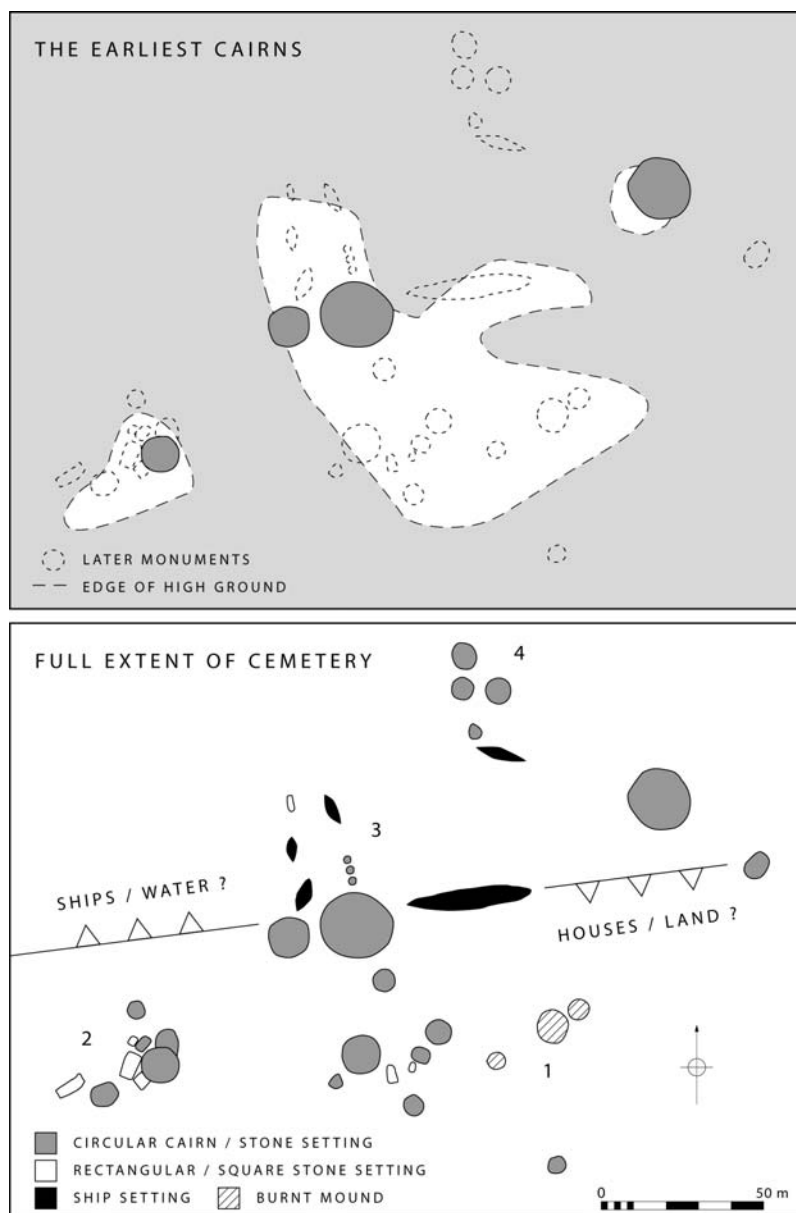 THE EARLIEST CAIRNS
LATER MONUMENTS
EDGE OF HIGH GROUND
FULL EXTENT OF CEMETERY
4
3
SHIPS / WATER ?
HOUSES / LAND ?
2
1
CIRCULAR CAIRN / STONE SETTING
RECTANGULAR / SQUARE STONE SETTING
SHIP SETTING
BURNT MOUND
0
50 m